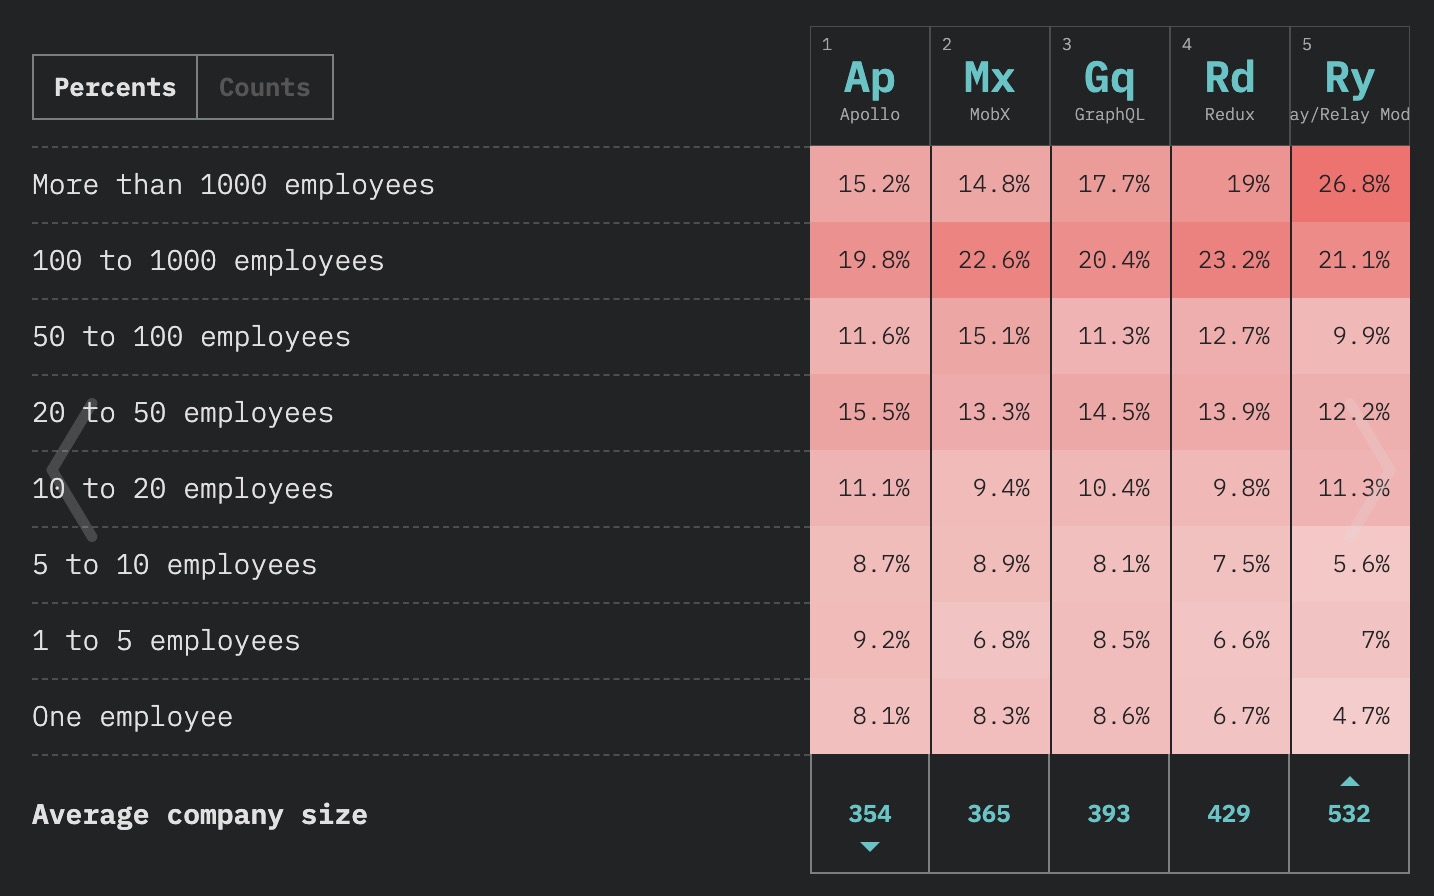 Percents Counts
1 2 3 4 5
Ap Mx Gq Rd Ry
Apollo MobX GraphQL Redux ay/Relay Mod
More than 1000 employees 15.2% 14.8% 17.7% 19% 26.8%
100 to 1000 employees 19.8% 22.6% 20.4% 23.2% 21.1%
50 to 100 employees 11.6% 15.1% 11.3% 12.7% 9.9%
20 to 50 employees 15.5% 13.3% 14.5% 13.9% 12.2%
10 to 20 employees 11.1% 9.4% 10.4% 9.8% 11.3%
5 to 10 employees 8.7% 8.9% 8.1% 7.5% 5.6%
1 to 5 employees 9.2% 6.8% 8.5% 6.6% 7%
One employee 8.1% 8.3% 8.6% 6.7% 4.7%
Average company size 354 365 393 429 532